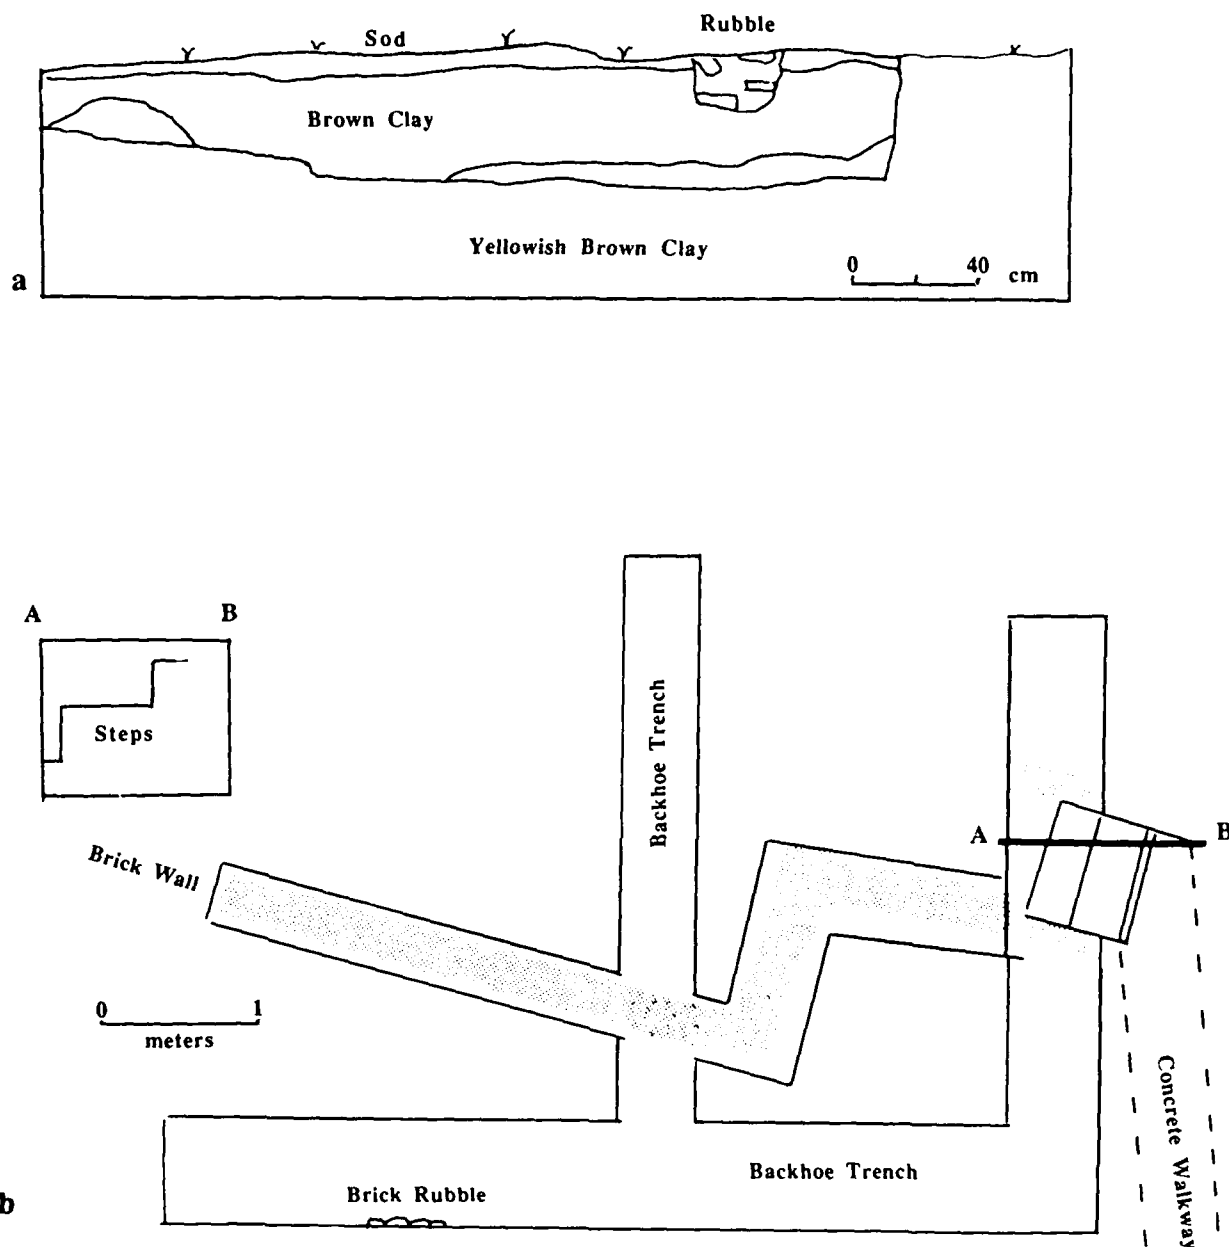 Rubble
Sod
Brown Clay
Yellowish Brown Clay
0 40
cm
a
A B
Steps
Backhoe Trench
A B
Brick Wall
0 1
meters
Concrete Walkway
Backhoe Trench
Brick Rubble
b